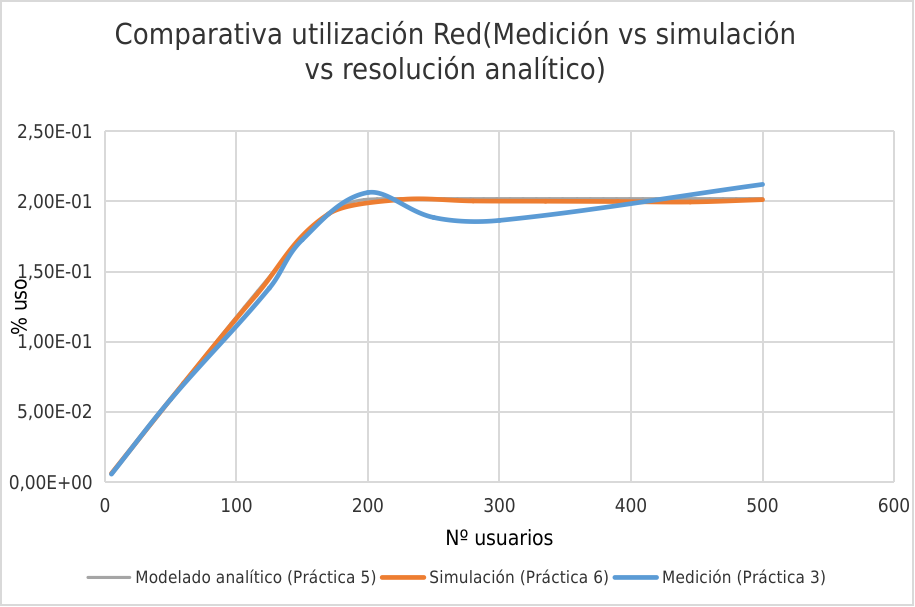 Comparativa utilización Red(Medición vs simulación
vs resolución analítico)
2,50E-01
2,00E-01
1,50E-01
1,00E-01
5,00E-02
0,00E+00
% uso
0 100 200 300 400 500 600
Nº usuarios
Modelado analítico (Práctica 5) Simulación (Práctica 6) Medición (Práctica 3)